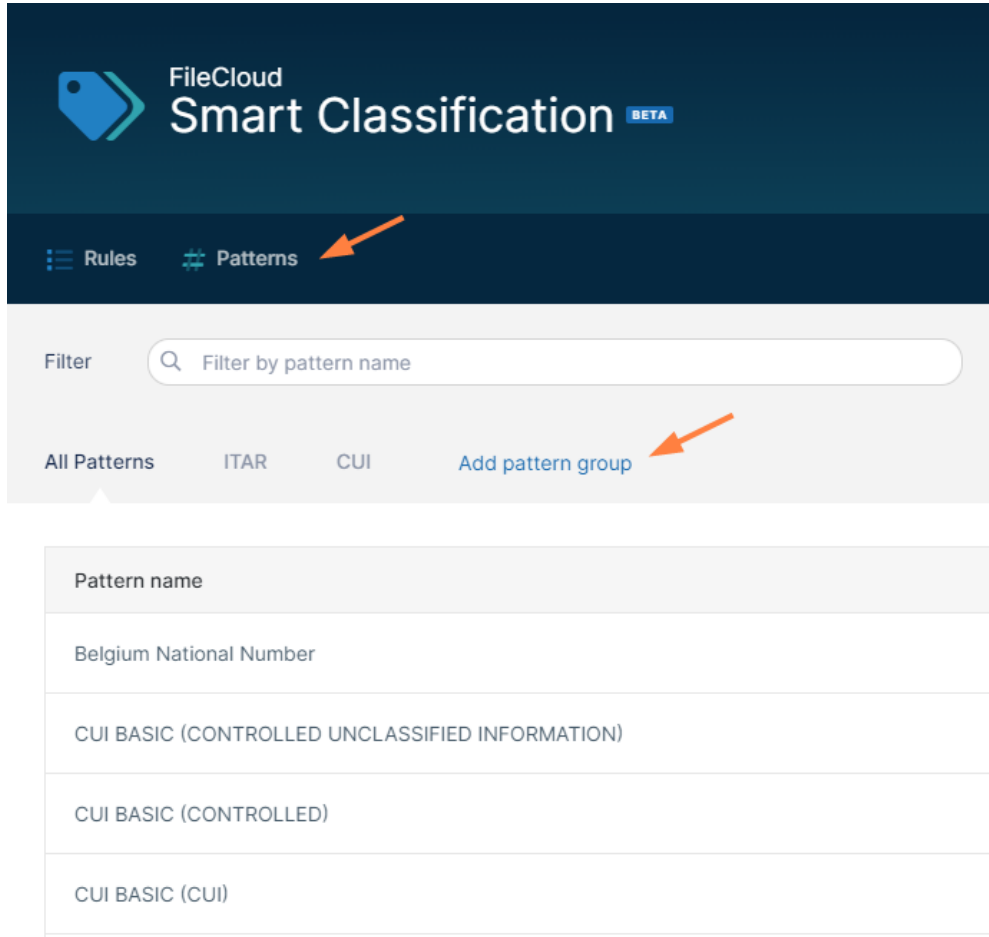 FileCloud
Smart Classification BETA
Rules Patterns
Filter Filter by pattern name
All Patterns ITAR CUI Add pattern group
Pattern name
Belgium National Number
CUI BASIC (CONTROLLED UNCLASSIFIED INFORMATION)
CUI BASIC (CONTROLLED)
CUI BASIC (CUI)